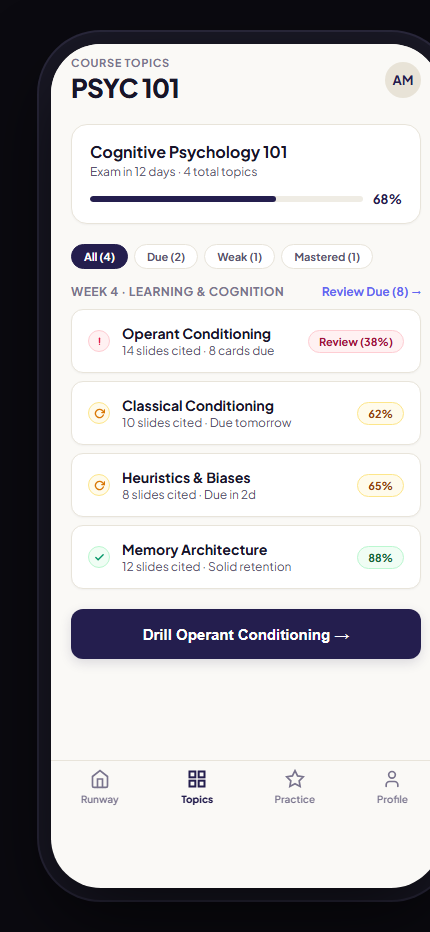 COURSE TOPICS
PSYC 101
AM
Cognitive Psychology 101
Exam in 12 days · 4 total topics
68%
All (4)
Due (2)
Weak (1)
Mastered (1)
WEEK 4 · LEARNING & COGNITION
Review Due (8) →
!
Operant Conditioning
14 slides cited · 8 cards due
Review (38%)
Classical Conditioning
10 slides cited · Due tomorrow
62%
Heuristics & Biases
8 slides cited · Due in 2d
65%
Memory Architecture
12 slides cited · Solid retention
88%
Drill Operant Conditioning →
Runway
Topics
Practice
Profile